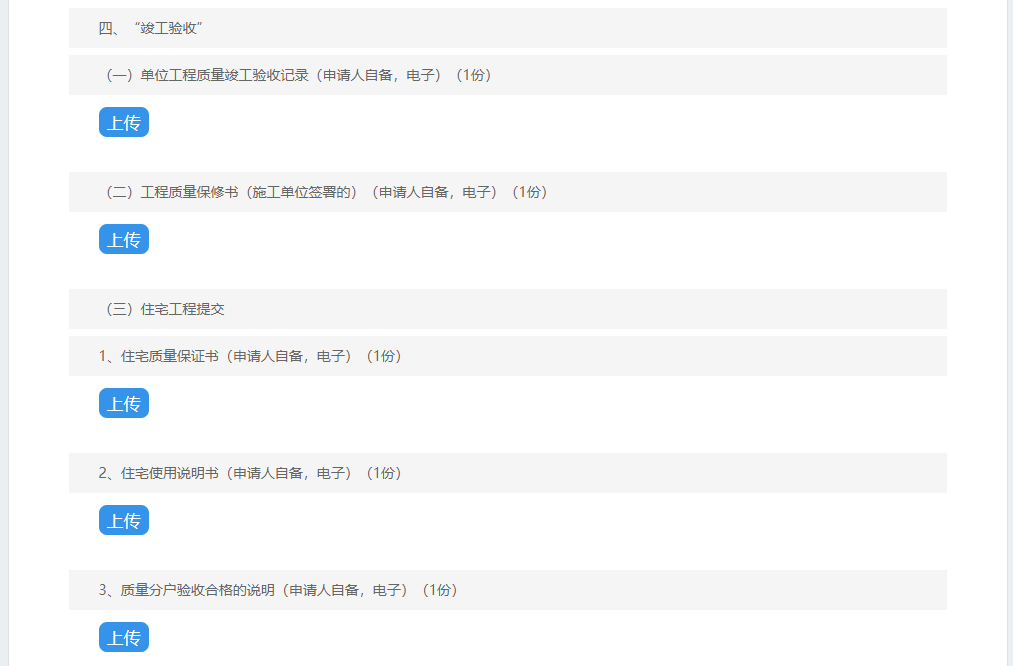 四、“竣工验收”
（一）单位工程质量竣工验收记录（申请人自备，电子）（1份）
上传
（二）工程质量保修书（施工单位签署的）（申请人自备，电子）（1份）
上传
（三）住宅工程提交
1、住宅质量保证书（申请人自备，电子）（1份）
上传
2、住宅使用说明书（申请人自备，电子）（1份）
上传
3、质量分户验收合格的说明（申请人自备，电子）（1份）
上传